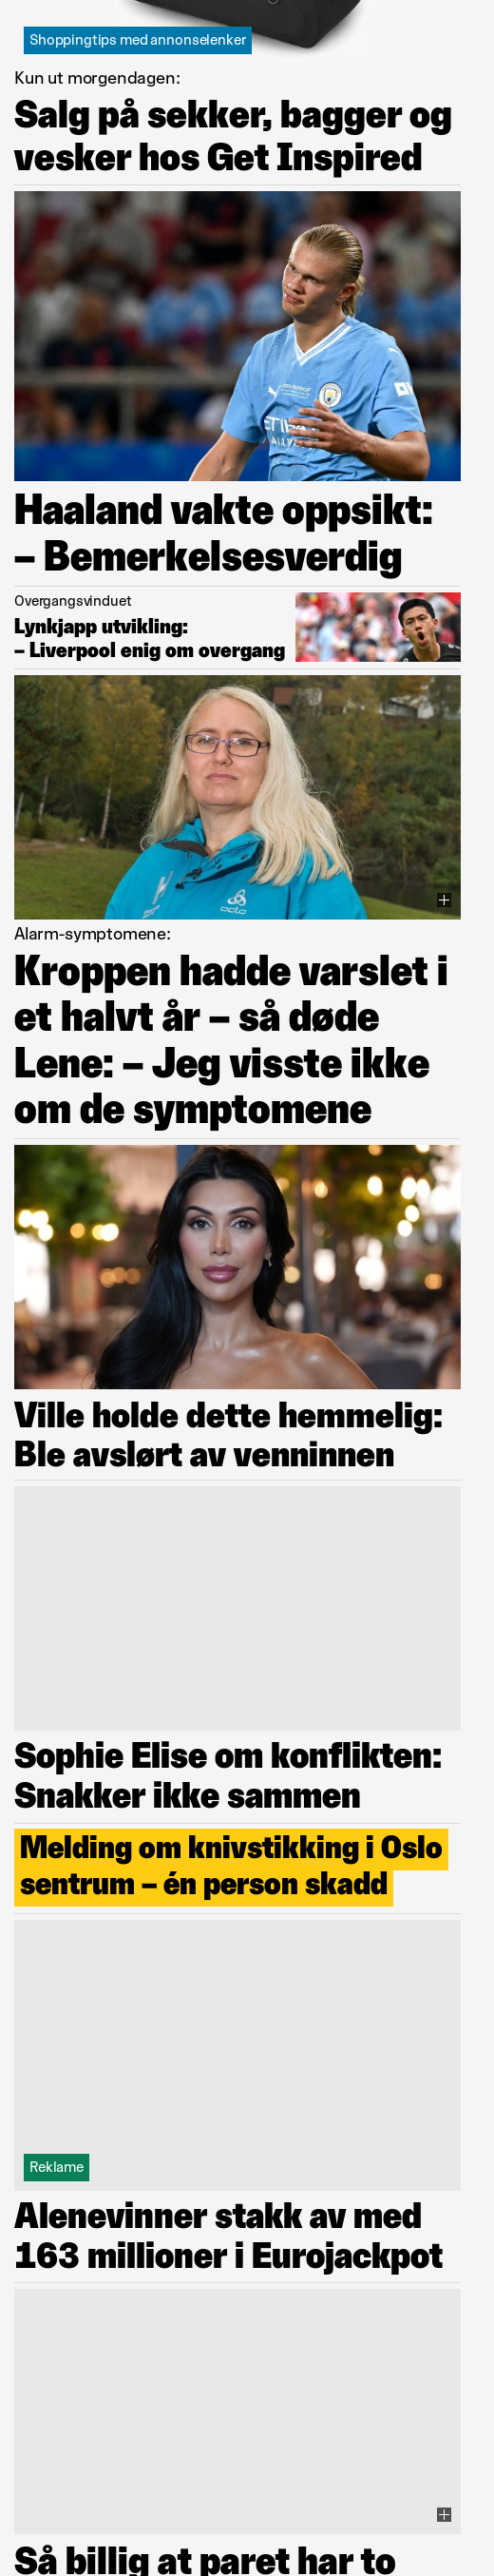 Shoppingtips med annonselenker
Kun ut morgendagen:
Salg på sekker, bagger og
vesker hos Get Inspired
ETI
AIRW
Haaland vakte oppsikt:
– Bemerkelsesverdig
Overgangsvinduet
Lynkjapp utvikling:
– Liverpool enig om overgang
octo
Alarm-symptomene:
Kroppen hadde varslet i
et halvt år – så døde
Lene: – Jeg visste ikke
om de symptomene
Ville holde dette hemmelig:
Ble avslørt av venninnen
Sophie Elise om konflikten:
Snakker ikke sammen
Melding om knivstikking i Oslo
sentrum – én person skadd
Reklame
Alenevinner stakk av med
163 millioner i Eurojackpot
Så billig at paret har to